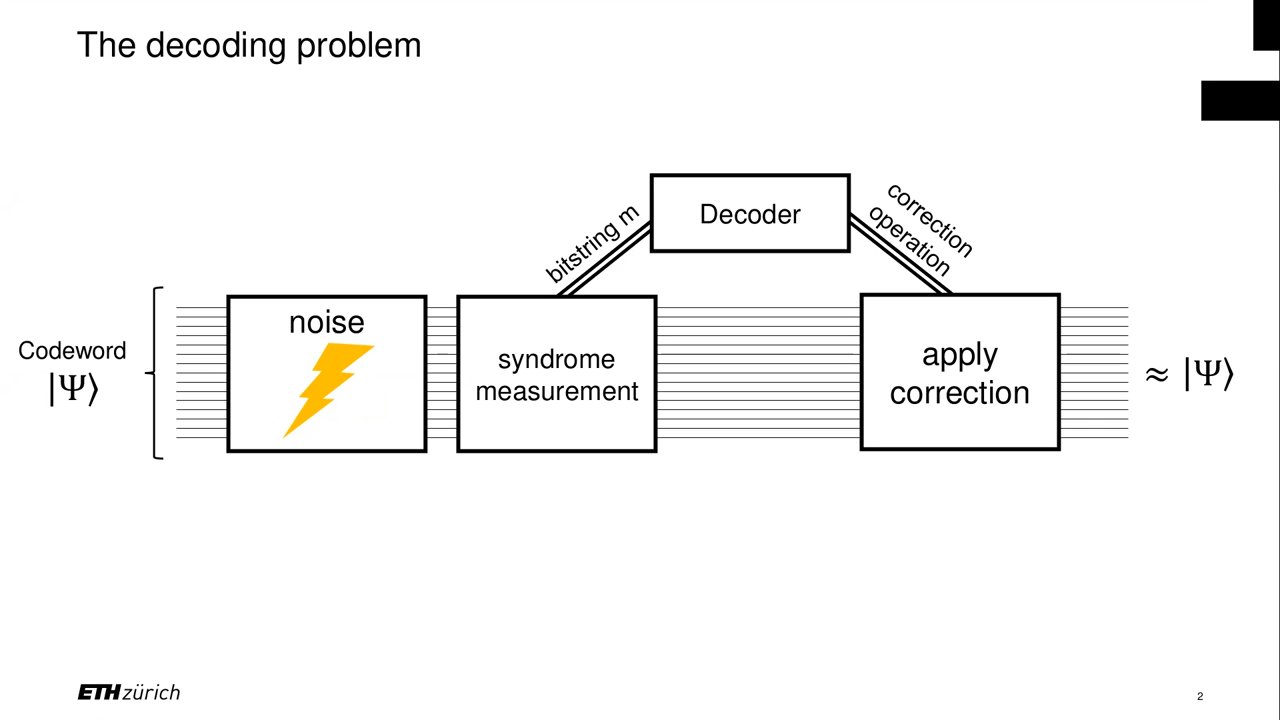 The decoding problem
Decoder
bitstring m
correction
operation
noise
syndrome
measurement
apply
correction
Codeword
|Ψ⟩
≈ |Ψ⟩
ETH zürich
2